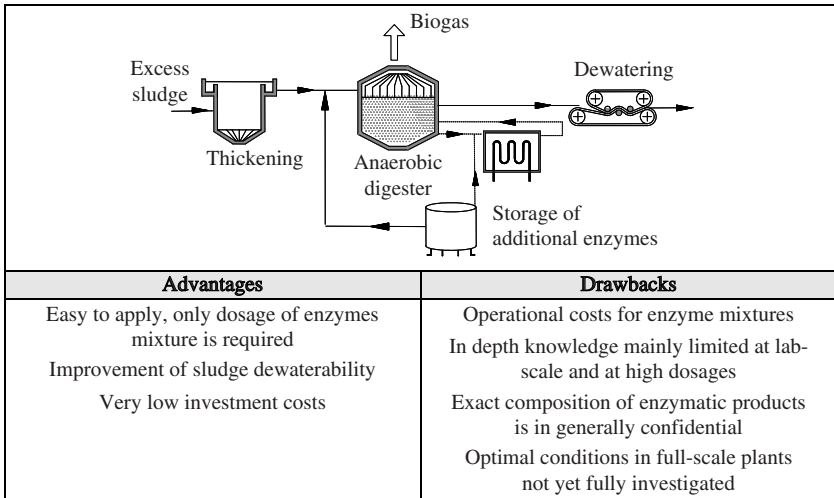 Biogas
Excess
sludge
Dewatering
Thickening
Anaerobic
digester
Storage of
additional enzymes
Advantages
Drawbacks
Easy to apply, only dosage of enzymes
mixture is required
Improvement of sludge dewaterability
Very low investment costs
Operational costs for enzyme mixtures
In depth knowledge mainly limited at lab-
scale and at high dosages
Exact composition of enzymatic products
is in generally confidential
Optimal conditions in full-scale plants
not yet fully investigated